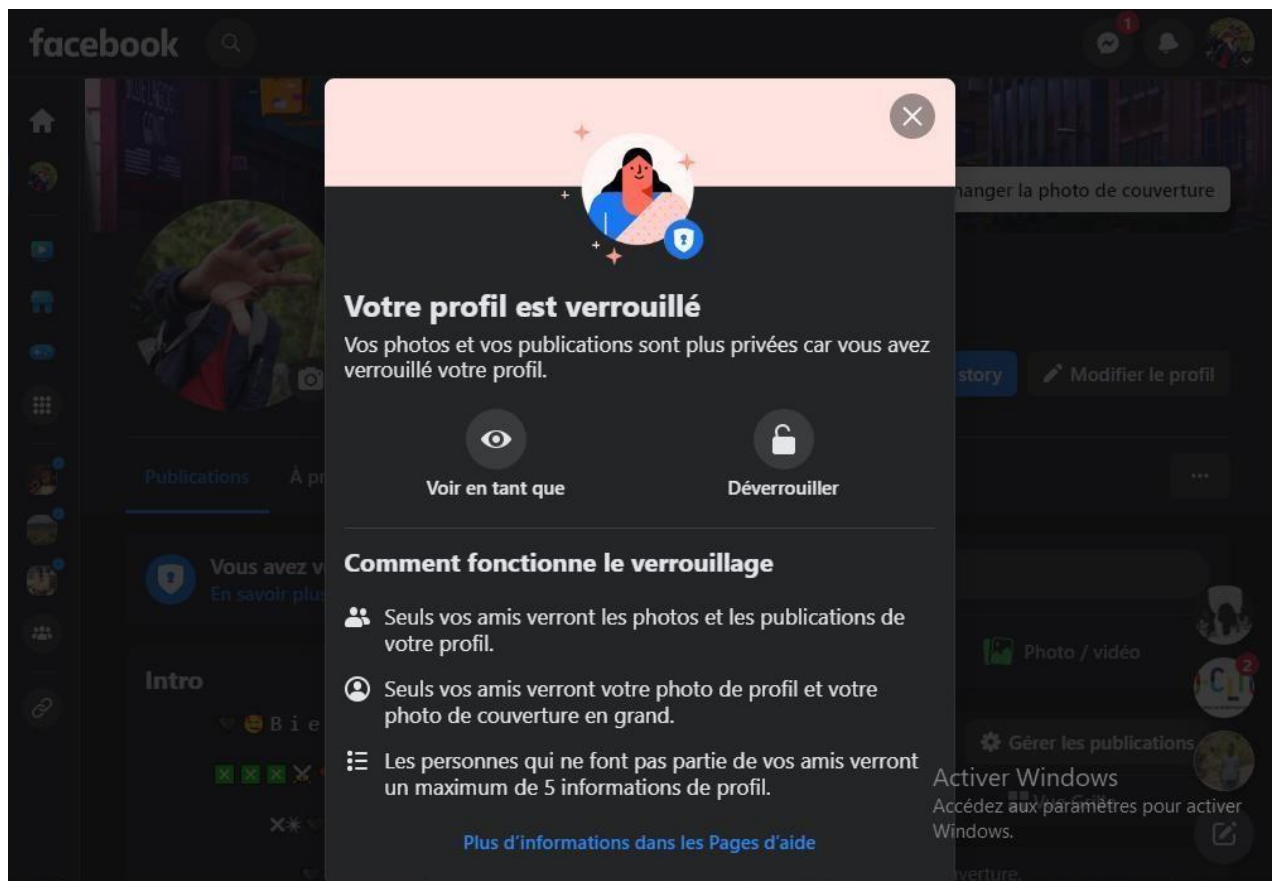 facebook
1
Changer la photo de couverture
Votre profil est verrouillé
Vos photos et vos publications sont plus privées car vous avez
verrouillé votre profil.
story
Modifier le profil
Voir en tant que
Déverrouiller
Publications
Comment fonctionne le verrouillage
Vous avez
En savoir plus
Seuls vos amis verront les photos et les publications de
votre profil.
Photo / vidéo
2
Intro
Seuls vos amis verront votre photo de profil et votre
photo de couverture en grand.
Gérer les publications
Les personnes qui ne font pas partie de vos amis verront
un maximum de 5 informations de profil.
Activer Windows
Accédez aux paramètres pour activer
Windows.
Plus d'informations dans les Pages d'aide